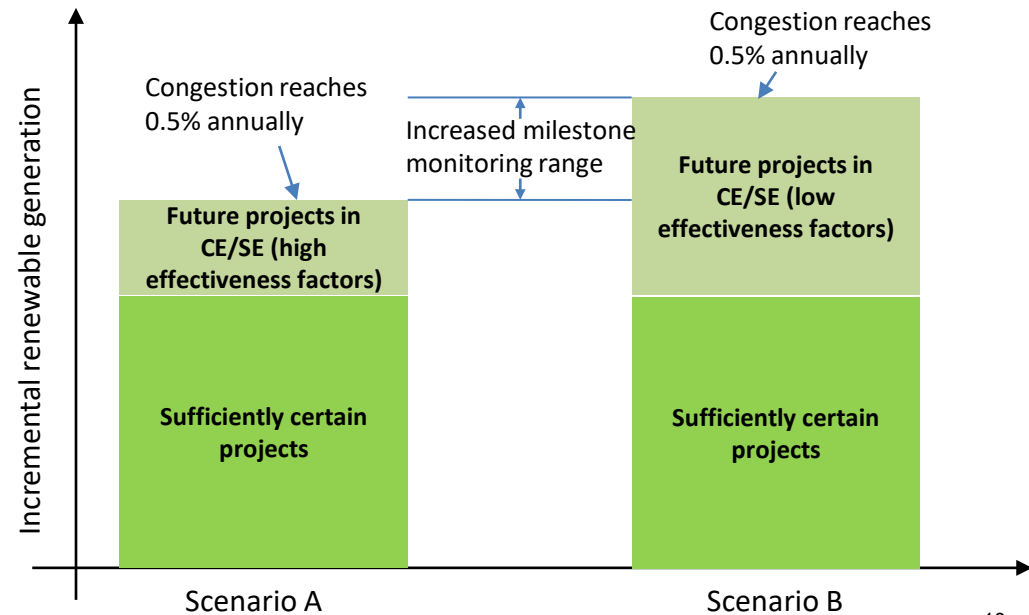 Incremental renewable generation
Congestion reaches
0.5% annually
Congestion reaches
0.5% annually
Increased milestone
monitoring range
Future projects in
CE/SE (high
effectiveness factors)
Future projects in
CE/SE (low
effectiveness factors)
Sufficiently certain
projects
Sufficiently certain
projects
Scenario A
Scenario B